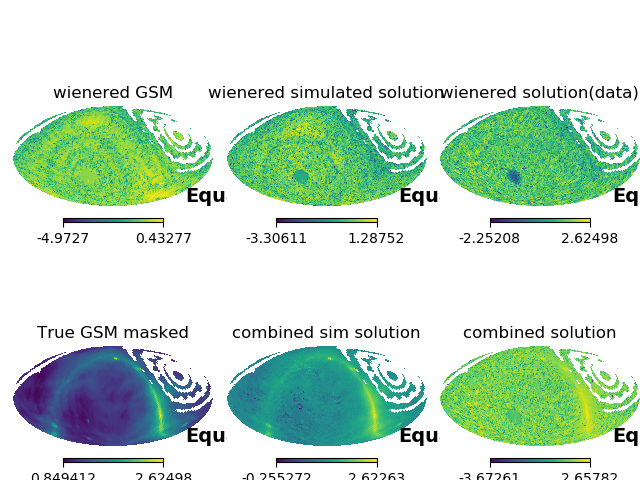 wienered GSM
wienered simulated solution
wienered solution(data)
Equ
Equ
Eq
-4.9727 0.43277
-3.30611 1.28752
-2.25208 2.62498
True GSM masked
combined sim solution
combined solution
Equ
Equ
Eq
0.849412 2.62498
-0.255272 2.62263
-3.67261 2.65782